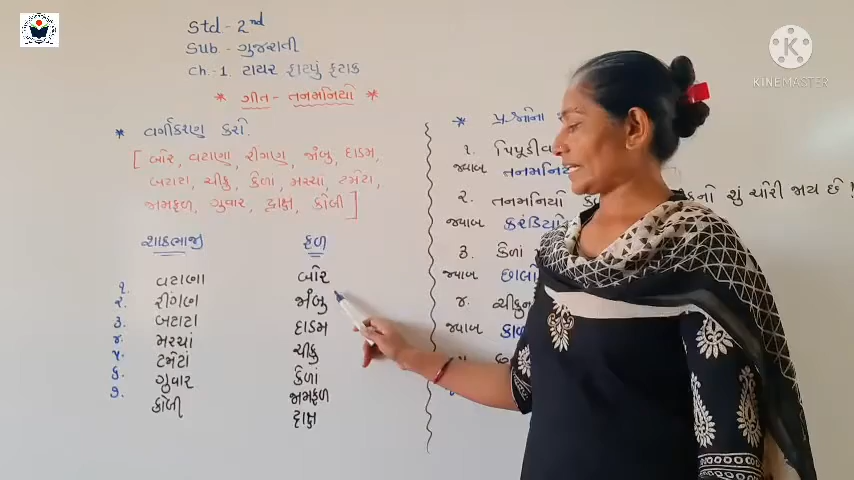 Std - 2nd
Sub - ગુજરાતી
Ch.- 1. ટાયર ફાટ્યું ફટાક
* ગીત - તનમનિયો *
* વર્ગીકરણ કરો.
[ બોર, વટાણા, રીંગણ, જાંબુ, દાડમ,
બટાટા, ચીકુ, કેળાં, મરચાં, ટમેટાં,
જામફળ, ગુવાર, દ્રાક્ષ, કોબી ]
શાકભાજી ફળ
૧. વટાણા બોર
૨. રીંગણ જાંબુ
૩. બટાટા દાડમ
૪. મરચાં ચીકુ
૫. ટમેટાં કેળાં
૬. ગુવાર જામફળ
૭. કોબી દ્રાક્ષ
* પ્રશ્નોના
૧.
જવાબ
૨. તનમનિયો શું ચોરી જાય છે
જવાબ કરંડિયો
૩. કેળાં
જવાબ
૪.
જવાબ
KINEMASTER